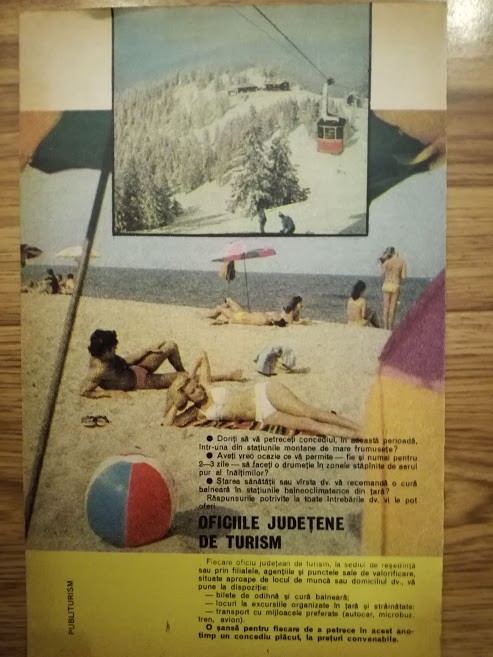 ● Doriți să vă petreceți concediul, în această perioadă,
într-una din stațiunile montane de mare frumusețe?
● Aveți vreo ocazie ce vă permite — fie și numai pentru
2—3 zile — să faceți o drumeție în zonele stăpînite de aerul
pur al înălțimilor?
● Starea sănătății sau vîrsta dv. vă recomandă o cură
balneară în stațiunile balneoclimaterice din țară?
Răspunsurile potrivite la toate întrebările dv. vi le pot
oferi
OFICIILE JUDEȚENE
DE TURISM
Fiecare oficiu județean de turism, la sediul de reședință
sau prin filialele, agențiile și punctele sale de valorificare,
situate aproape de locul de muncă sau domiciliul dv., vă
pune la dispoziție:
— bilete de odihnă și cură balneară;
— locuri la excursiile organizate în țară și străinătate;
— transport cu mijloacele preferate (autocar, microbuz,
tren, avion).
O șansă pentru fiecare de a petrece în acest ano-
timp un concediu plăcut, la prețuri convenabile.
PUBLITURISM